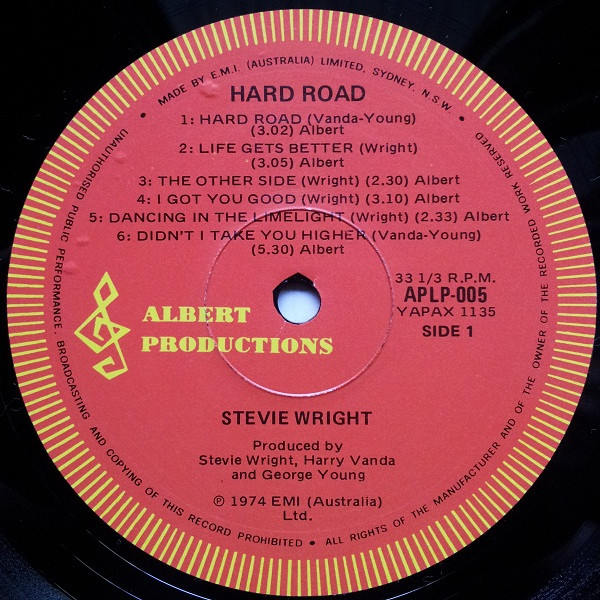 • MADE BY E.M.I. (AUSTRALIA) LIMITED, SYDNEY, N.S.W. •
HARD ROAD
1: HARD ROAD (Vanda-Young)
(3.02) Albert
2: LIFE GETS BETTER (Wright)
(3.05) Albert
3: THE OTHER SIDE (Wright) (2.30) Albert
4: I GOT YOU GOOD (Wright) (3.10) Albert
5: DANCING IN THE LIMELIGHT (Wright) (2.33) Albert
6: DIDN'T I TAKE YOU HIGHER (Vanda-Young)
(5.30) Albert
33 1/3 R.P.M.
APLP-005
YAPAX 1135
SIDE 1
ALBERT
PRODUCTIONS
STEVIE WRIGHT
Produced by
Stevie Wright, Harry Vanda
and George Young
℗ 1974 EMI (Australia)
Ltd.
UNAUTHORISED PUBLIC PERFORMANCE, BROADCASTING AND COPYING OF THIS RECORD PROHIBITED • ALL RIGHTS OF THE MANUFACTURER AND OF THE OWNER OF THE RECORDED WORK RESERVED